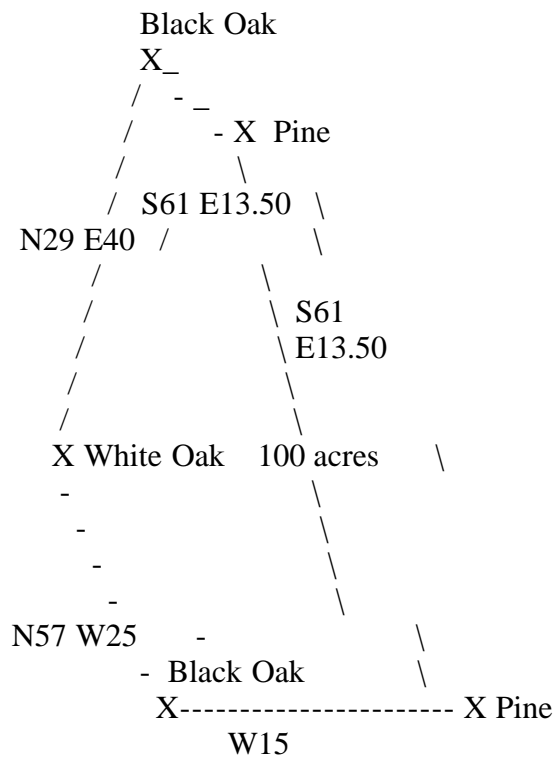 Black Oak
X_
/ - _
/ - X Pine
/ \
/ S61 E13.50 \
N29 E40 / \
/ \
/ \ S61
/ \ E13.50
/ \
/ \
X White Oak 100 acres \
- \
- \
- \
- \
N57 W25 - \
- Black Oak \
X----------------------- X Pine
W15